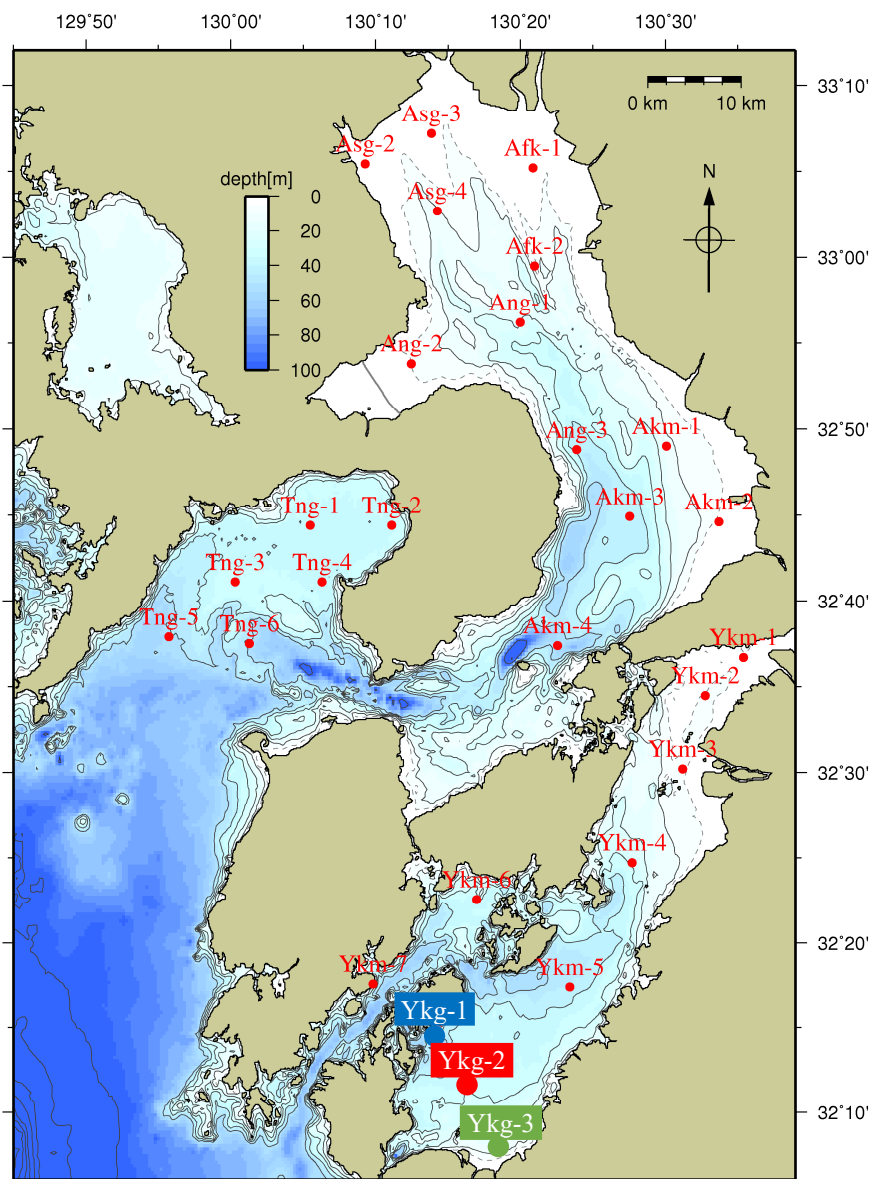 129˚50'
130˚00'
130˚10'
130˚20'
130˚30'
33˚10'
33˚00'
32˚50'
32˚40'
32˚30'
32˚20'
32˚10'
0 km
10 km
N
depth[m]
0
20
40
60
80
100
Asg-3
Asg-2
Afk-1
Asg-4
Afk-2
Ang-1
Ang-2
Ang-3
Akm-1
Akm-3
Akm-2
Tng-1
Tng-2
Tng-3
Tng-4
Tng-5
Tng-6
Akm-4
Ykm-1
Ykm-2
Ykm-3
Ykm-4
Ykm-6
Ykm-7
Ykm-5
Ykg-1
Ykg-2
Ykg-3